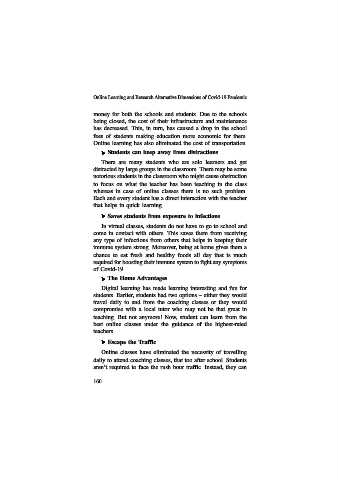 Online Learning and Research Alternative Dimensions of Covid-19 Pandemic
money for both the schools and students. Due to the schools
being closed, the cost of their infrastructure and maintenance
has decreased. This, in turn, has caused a drop in the school
fees of students making education more economic for them.
Online learning has also eliminated the cost of transportation.
➤ Students can keep away from distractions
There are many students who are solo learners and get
distracted by large groups in the classroom. There may be some
notorious students in the classroom who might cause obstruction
to focus on what the teacher has been teaching in the class
whereas in case of online classes there is no such problem.
Each and every student has a direct interaction with the teacher
that helps in quick learning.
➤ Saves students from exposure to infections
In virtual classes, students do not have to go to school and
come in contact with others. This saves them from receiving
any type of infections from others that helps in keeping their
immune system strong. Moreover, being at home gives them a
chance to eat fresh and healthy foods all day that is much
required for boosting their immune system to fight any symptoms
of Covid-19.
➤ The Home Advantages
Digital learning has made learning interesting and fun for
students. Earlier, students had two options – either they would
travel daily to and from the coaching classes or they would
compromise with a local tutor who may not be that great in
teaching. But not anymore! Now, student can learn from the
best online classes under the guidance of the highest-rated
teachers.
➤ Escape the Traffic
Online classes have eliminated the necessity of travelling
daily to attend coaching classes, that too after school. Students
aren't required to face the rush hour traffic. Instead, they can
160